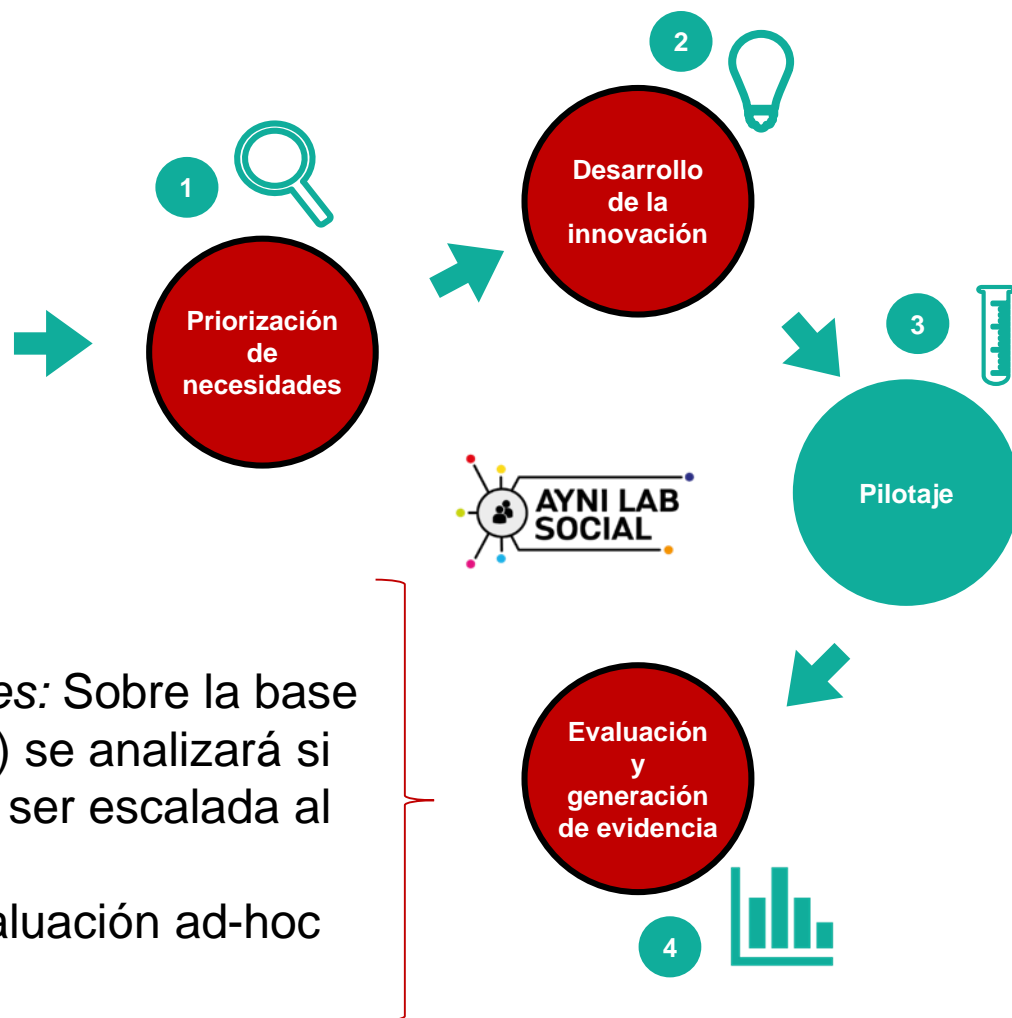 2
1
Desarrollo
de la
innovación
Priorización
de
necesidades
3
Pilotaje
AYNI LAB
SOCIAL
es: Sobre la base
) se analizará si
ser escalada al
aluación ad-hoc
Evaluación
y
generación
de evidencia
4